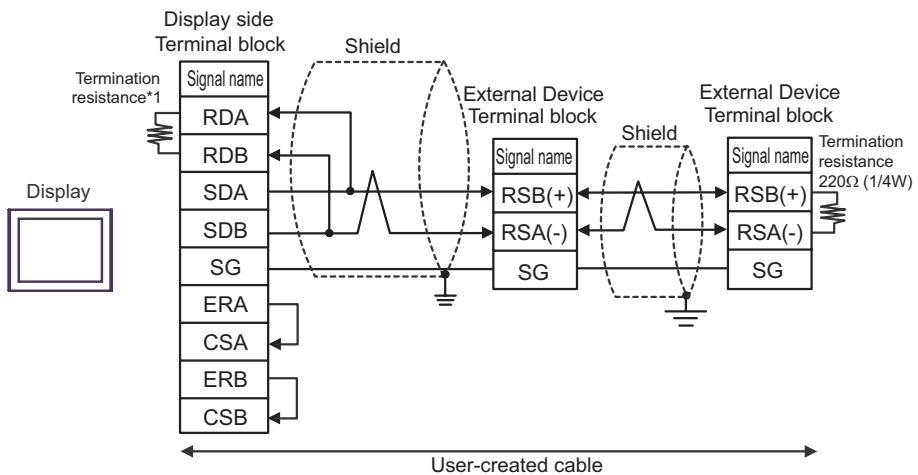 Display side
Terminal block
Shield
Termination
resistance*1
Signal name
RDA
RDB
SDA
SDB
SG
ERA
CSA
ERB
CSB
Display
External Device
Terminal block
Signal name
RSB(+)
RSA(-)
SG
Shield
External Device
Terminal block
Signal name
RSB(+)
RSA(-)
SG
Termination
resistance
220Ω (1/4W)
User-created cable